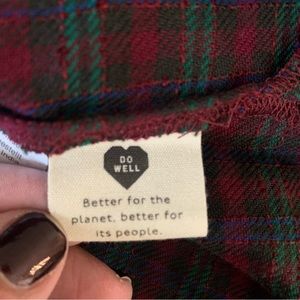 DO
WELL
Better for the
planet, better for
its people.